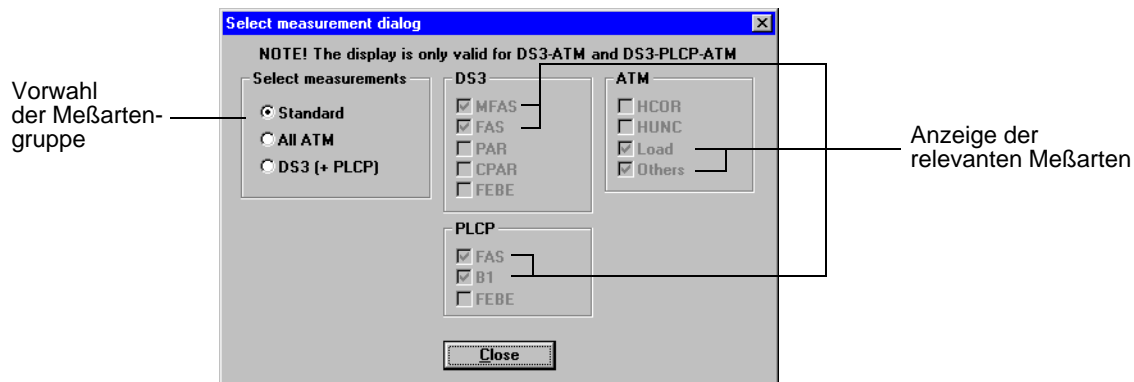 Select measurement dialog
NOTE! The display is only valid for DS3-ATM and DS3-PLCP-ATM
Vorwahl
der Meßarten-
gruppe
Select measurements
Standard
All ATM
DS3 (+ PLCP)
DS3
MFAS
FAS
PAR
CPAR
FEBE
ATM
HCOR
HUNC
Load
Others
Anzeige der
relevanten Meßarten
PLCP
FAS
B1
FEBE
Close